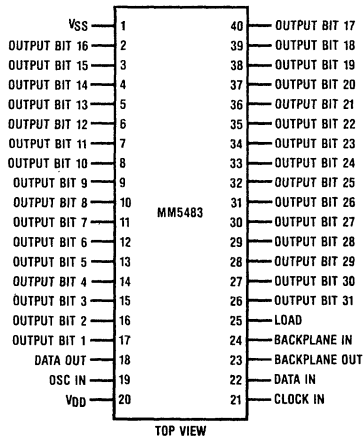 VSS 1 40 OUTPUT BIT 17
OUTPUT BIT 16 2 39 OUTPUT BIT 18
OUTPUT BIT 15 3 38 OUTPUT BIT 19
OUTPUT BIT 14 4 37 OUTPUT BIT 20
OUTPUT BIT 13 5 36 OUTPUT BIT 21
OUTPUT BIT 12 6 35 OUTPUT BIT 22
OUTPUT BIT 11 7 34 OUTPUT BIT 23
OUTPUT BIT 10 8 33 OUTPUT BIT 24
OUTPUT BIT 9 9 32 OUTPUT BIT 25
OUTPUT BIT 8 10 31 OUTPUT BIT 26
MM5483
OUTPUT BIT 7 11 30 OUTPUT BIT 27
OUTPUT BIT 6 12 29 OUTPUT BIT 28
OUTPUT BIT 5 13 28 OUTPUT BIT 29
OUTPUT BIT 4 14 27 OUTPUT BIT 30
OUTPUT BIT 3 15 26 OUTPUT BIT 31
OUTPUT BIT 2 16 25 LOAD
OUTPUT BIT 1 17 24 BACKPLANE IN
DATA OUT 18 23 BACKPLANE OUT
OSC IN 19 22 DATA IN
VDD 20 21 CLOCK IN
TOP VIEW